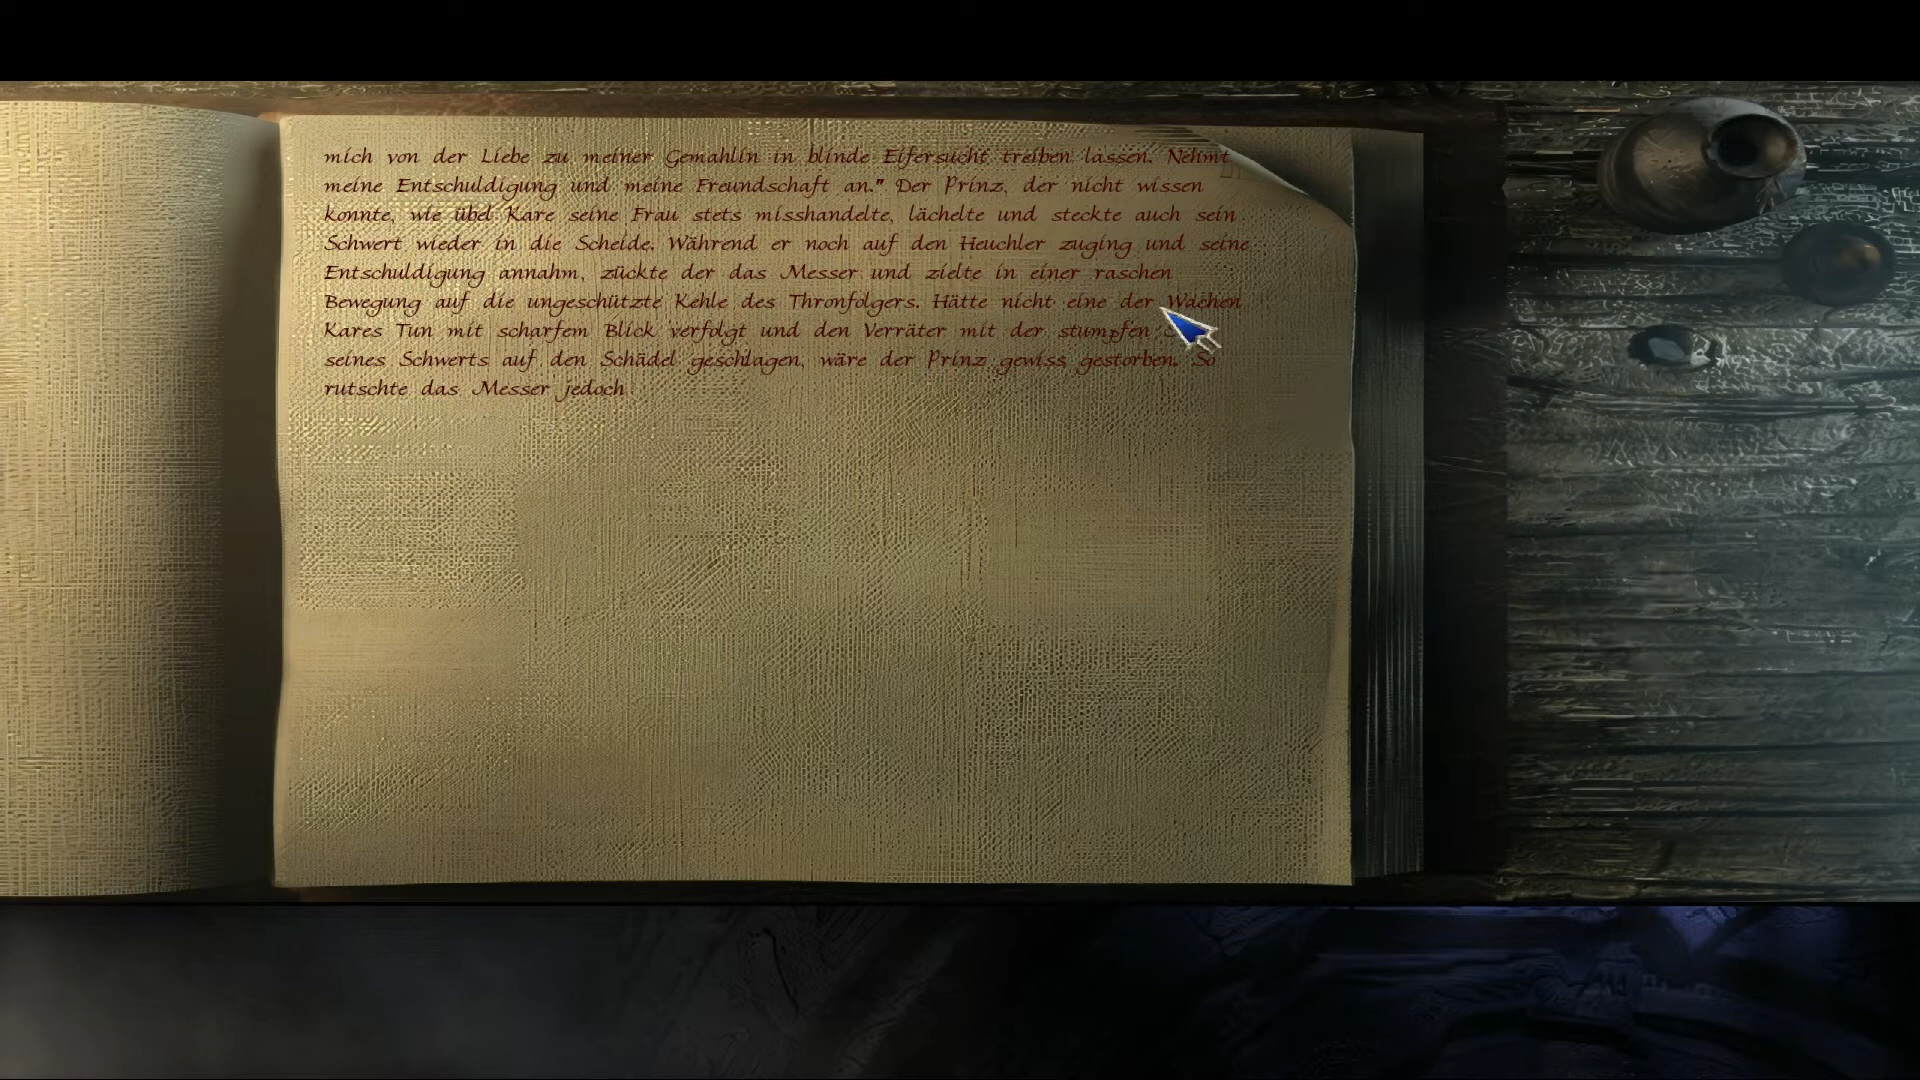 mich von der Liebe zu meiner Gemahlin in blinde Eifersucht treiben lassen. Nehmt
meine Entschuldigung und meine Freundschaft an." Der Prinz, der nicht wissen
konnte, wie übel Kare seine Frau stets misshandelte, lächelte und steckte auch sein
Schwert wieder in die Scheide. Während er noch auf den Heuchler zuging und seine
Entschuldigung annahm, zückte der das Messer und zielte in einer raschen
Bewegung auf die ungeschützte Kehle des Thronfolgers. Hätte nicht eine der Wachen
Kares Tun mit scharfem Blick verfolgt und den Verräter mit der stumpfen
seines Schwerts auf den Schädel geschlagen, wäre der Prinz gewiss gestorben. So
rutschte das Messer jedoch